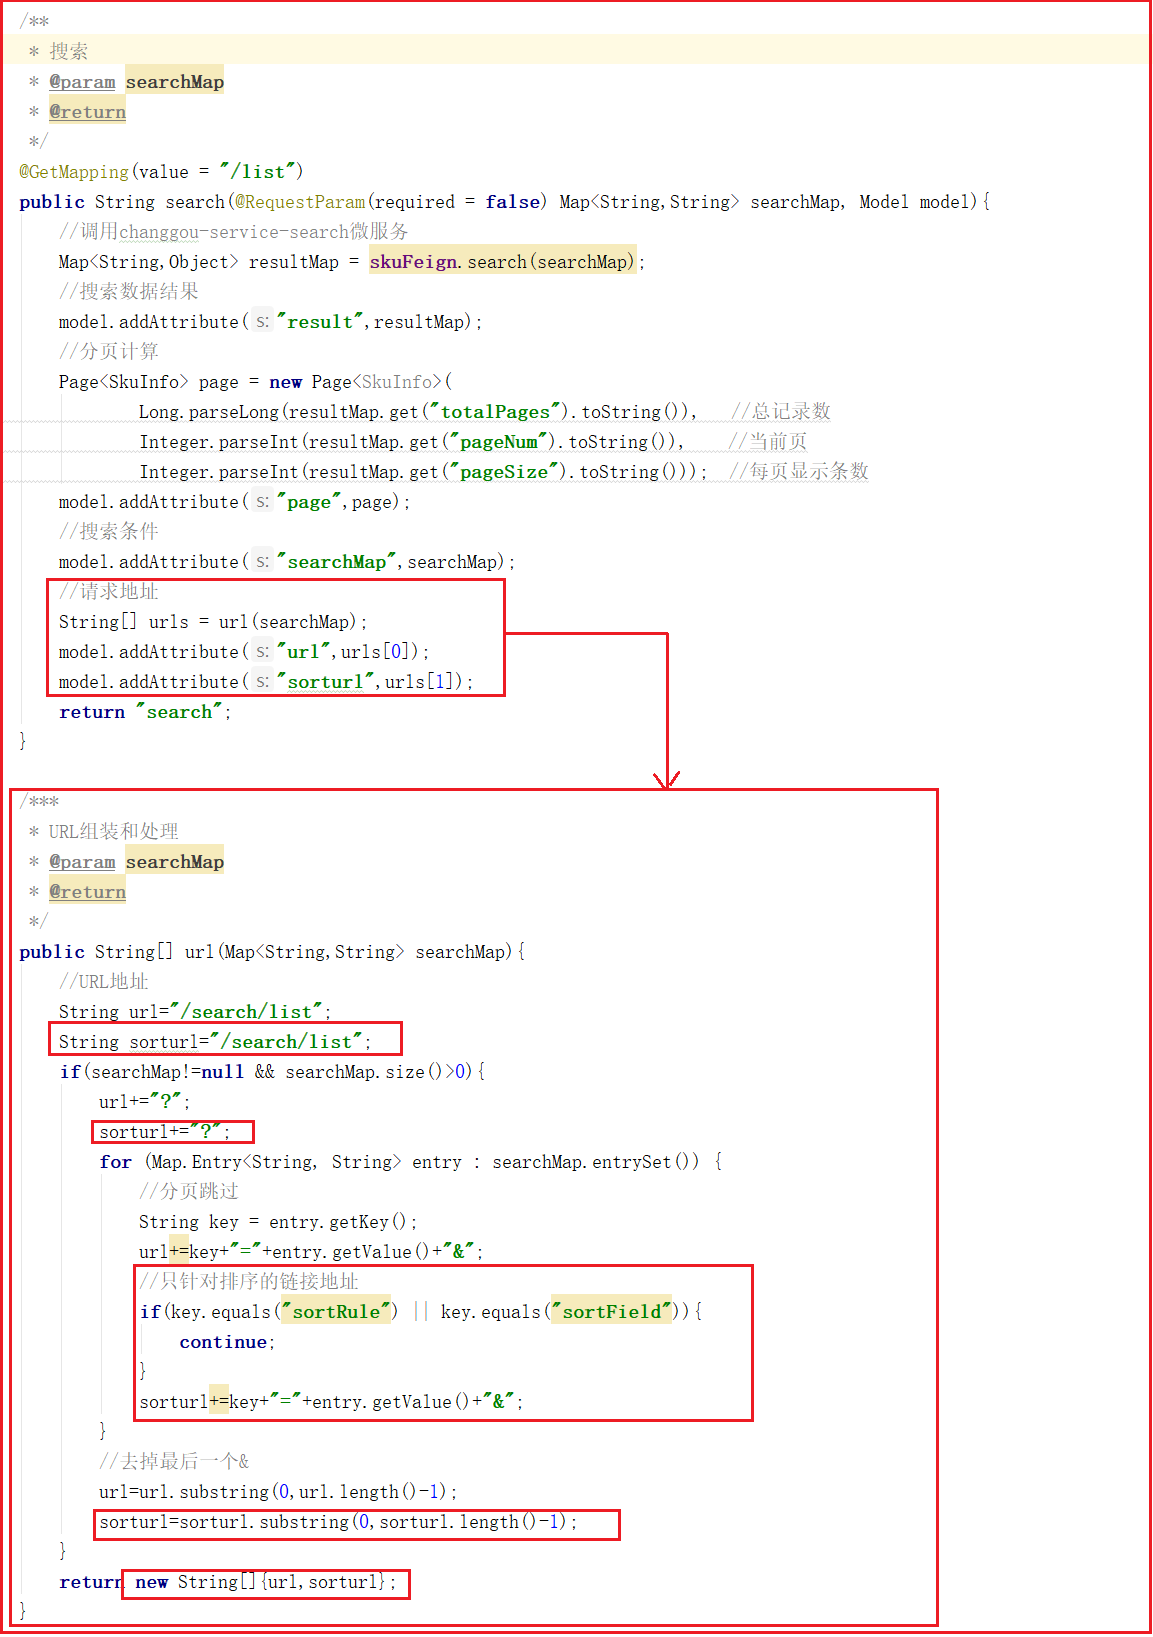 /**
* 搜索
* @param searchMap
* @return
*/
@GetMapping(value = "/list")
public String search(@RequestParam(required = false) Map<String,String> searchMap, Model model){
//调用changgou-service-search微服务
Map<String,Object> resultMap = skuFeign.search(searchMap);
//搜索数据结果
model.addAttribute( s: "result",resultMap);
//分页计算
Page<SkuInfo> page = new Page<SkuInfo>(
Long.parseLong(resultMap.get("totalPages").toString()), //总记录数
Integer.parseInt(resultMap.get("pageNum").toString()), //当前页
Integer.parseInt(resultMap.get("pageSize").toString())); //每页显示条数
model.addAttribute( s: "page",page);
//搜索条件
model.addAttribute( s: "searchMap",searchMap);
//请求地址
String[] urls = url(searchMap);
model.addAttribute( s: "url",urls[0]);
model.addAttribute( s: "sorturl",urls[1]);
return "search";
}
/***
* URL组装和处理
* @param searchMap
* @return
*/
public String[] url(Map<String,String> searchMap){
//URL地址
String url="/search/list";
String sorturl="/search/list";
if(searchMap!=null && searchMap.size()>0){
url+="?";
sorturl+="?";
for (Map.Entry<String, String> entry : searchMap.entrySet()) {
//分页跳过
String key = entry.getKey();
url+=key+"="+entry.getValue()+"&";
//只针对排序的链接地址
if(key.equals("sortRule") || key.equals("sortField")){
continue;
}
sorturl+=key+"="+entry.getValue()+"&";
}
//去掉最后一个&
url=url.substring(0,url.length()-1);
sorturl=sorturl.substring(0,sorturl.length()-1);
}
return new String[]{url,sorturl};
}